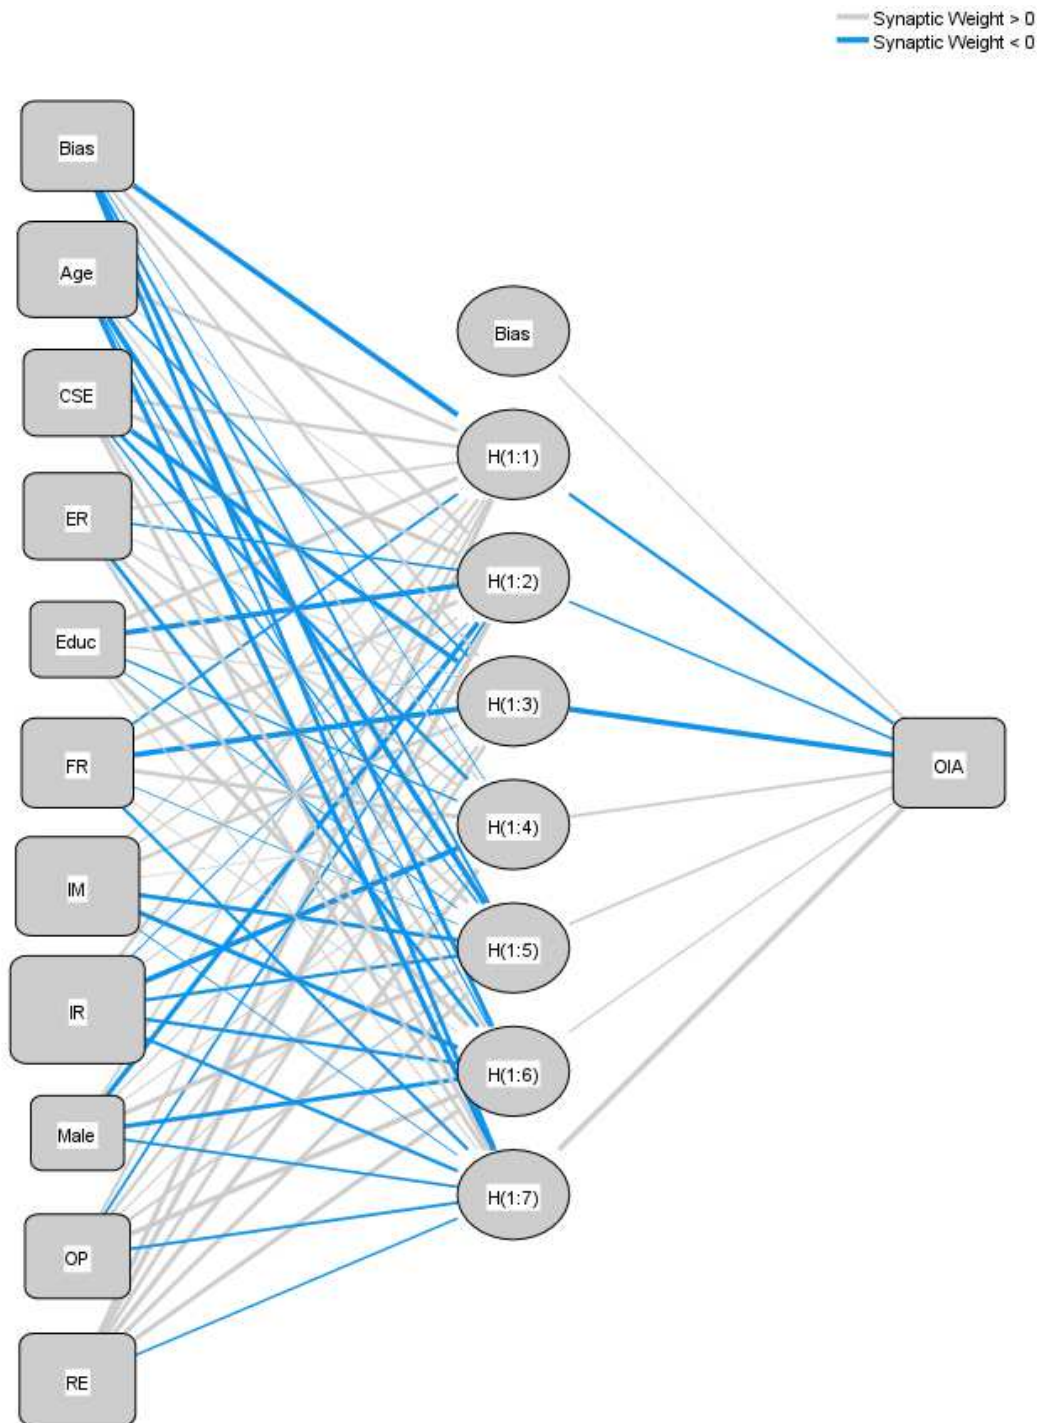 Synaptic Weight > 0
Synaptic Weight < 0
Bias
Age
CSE
ER
Educ
FR
IM
IR
Male
OP
RE
Bias
H(1:1)
H(1:2)
H(1:3)
H(1:4)
H(1:5)
H(1:6)
H(1:7)
OIA